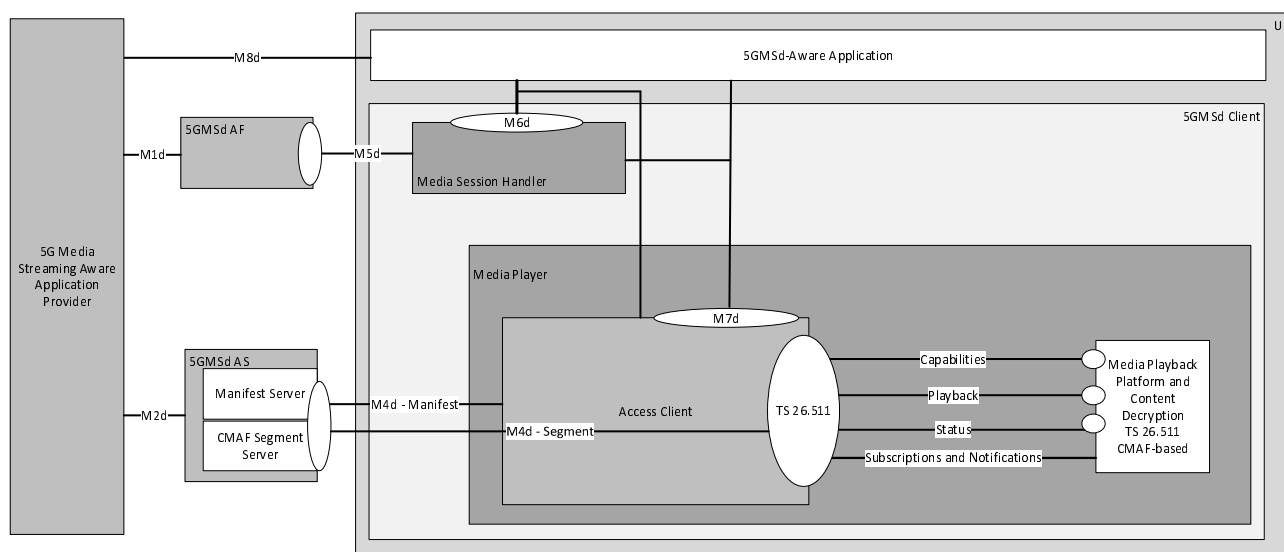 U
M8d
5GMSd-Aware Application
5GMSd Client
5GMSd AF
M6d
M1d
M5d
Media Session Handler
5G Media
Streaming Aware
Application
Provider
Media Player
M7d
5GMSd AS
Manifest Server
CMAF Segment
Server
M2d
M4d - Manifest
M4d - Segment
Access Client
TS 26.511
Capabilities
Playback
Status
Subscriptions and Notifications
Media Playback
Platform and
Content
Decryption
TS 26.511
CMAF-based